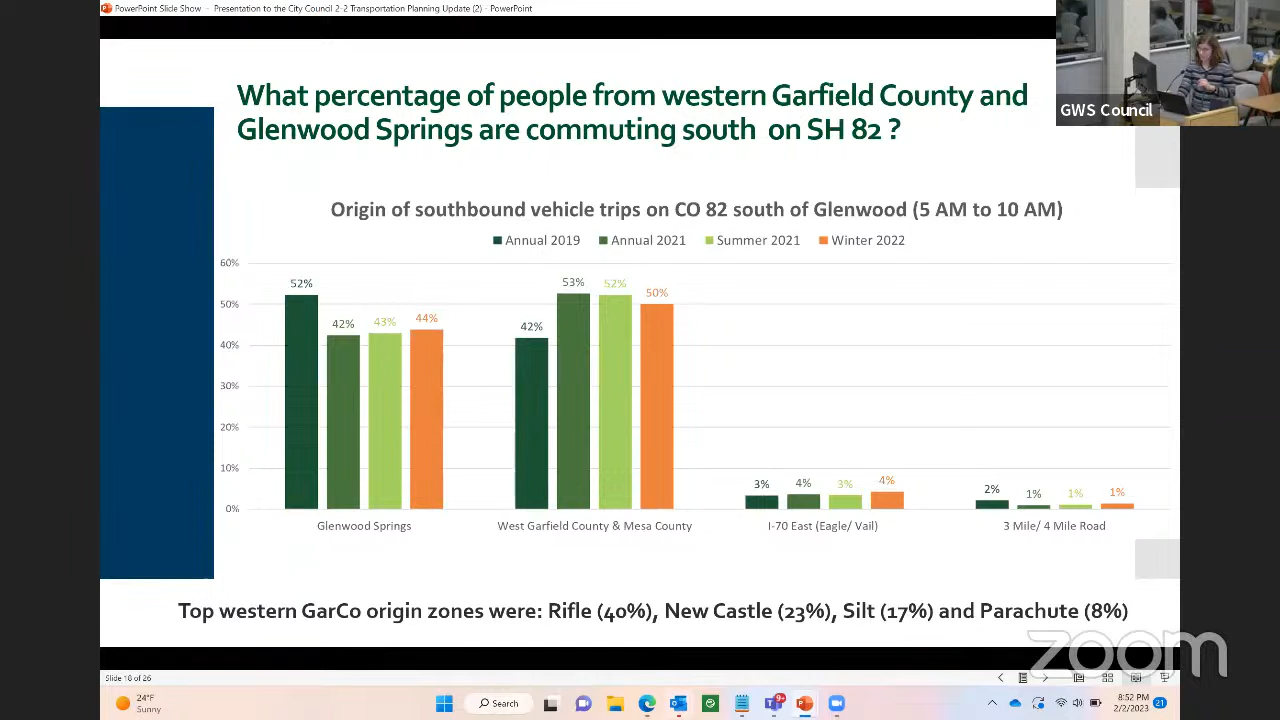 PowerPoint Slide Show - Presentation to the City Council 2-2 Transportation Planning Update (2) - PowerPoint
GWS Council
What percentage of people from western Garfield County and
Glenwood Springs are commuting south on SH 82 ?
Origin of southbound vehicle trips on CO 82 south of Glenwood (5 AM to 10 AM)
Annual 2019 Annual 2021 Summer 2021 Winter 2022
60%
50%
40%
30%
20%
10%
0%
52% 42% 43% 44%
42% 53% 52% 50%
3% 4% 3% 4%
2% 1% 1% 1%
Glenwood Springs West Garfield County & Mesa County I-70 East (Eagle/ Vail) 3 Mile/ 4 Mile Road
Top western GarCo origin zones were: Rifle (40%), New Castle (23%), Silt (17%) and Parachute (8%)
zoom
Slide 18 of 26
24°F
Sunny
Search
9+
8:52 PM
2/2/2023
21